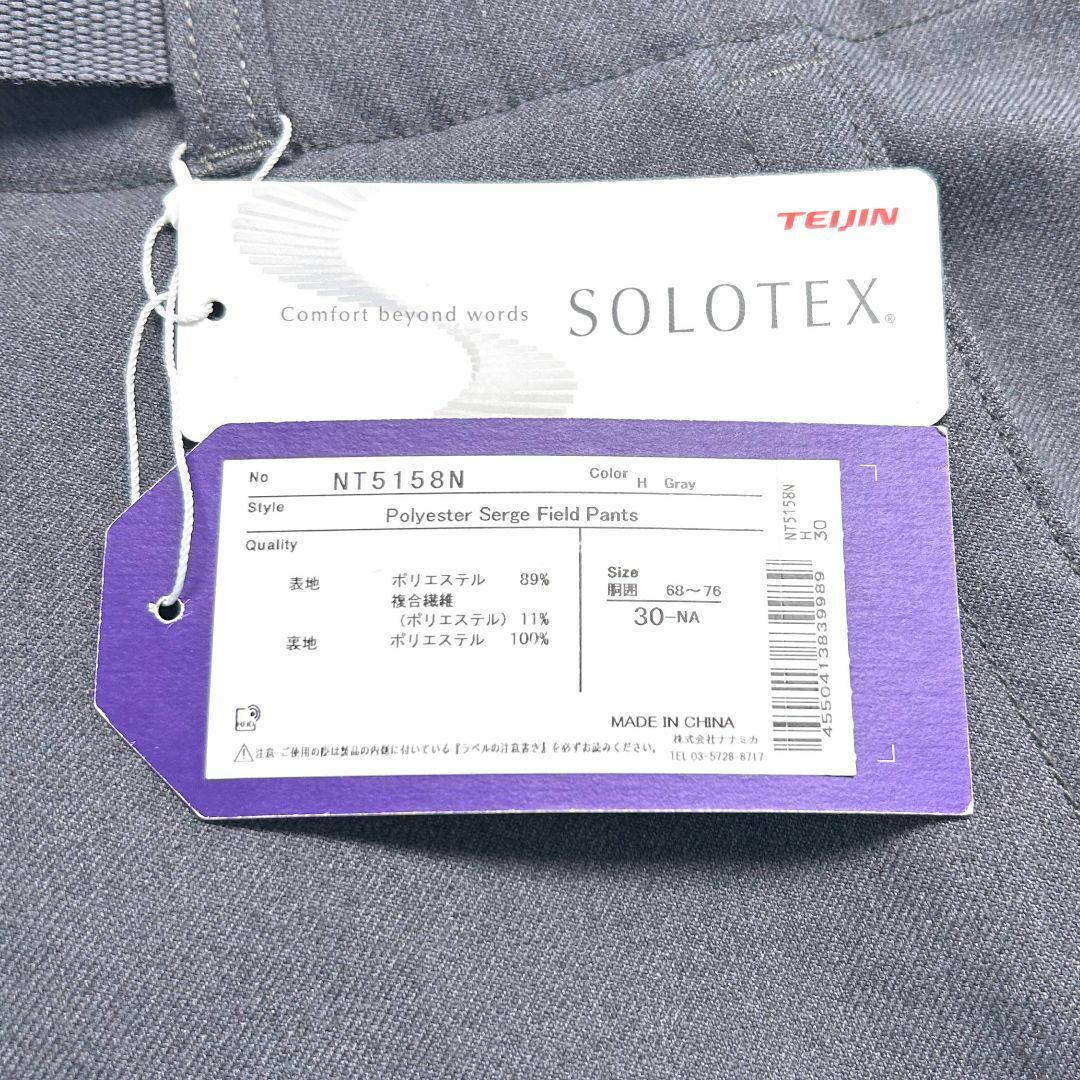 TEIJIN
Comfort beyond words
SOLOTEX®
No NT5158N Color H Gray
Style Polyester Serge Field Pants
Quality
表地 ポリエステル 89%
複合繊維
(ポリエステル) 11%
裏地 ポリエステル 100%
Size
胴囲 68～76
30-NA
RFID
MADE IN CHINA
株式会社ナナミカ
TEL 03-5728-8717
⚠注意 ご使用の際は製品の内側に付いている『ラベルの注意書き』を必ずお読みください。
NT5158N
H
30
4550413839989